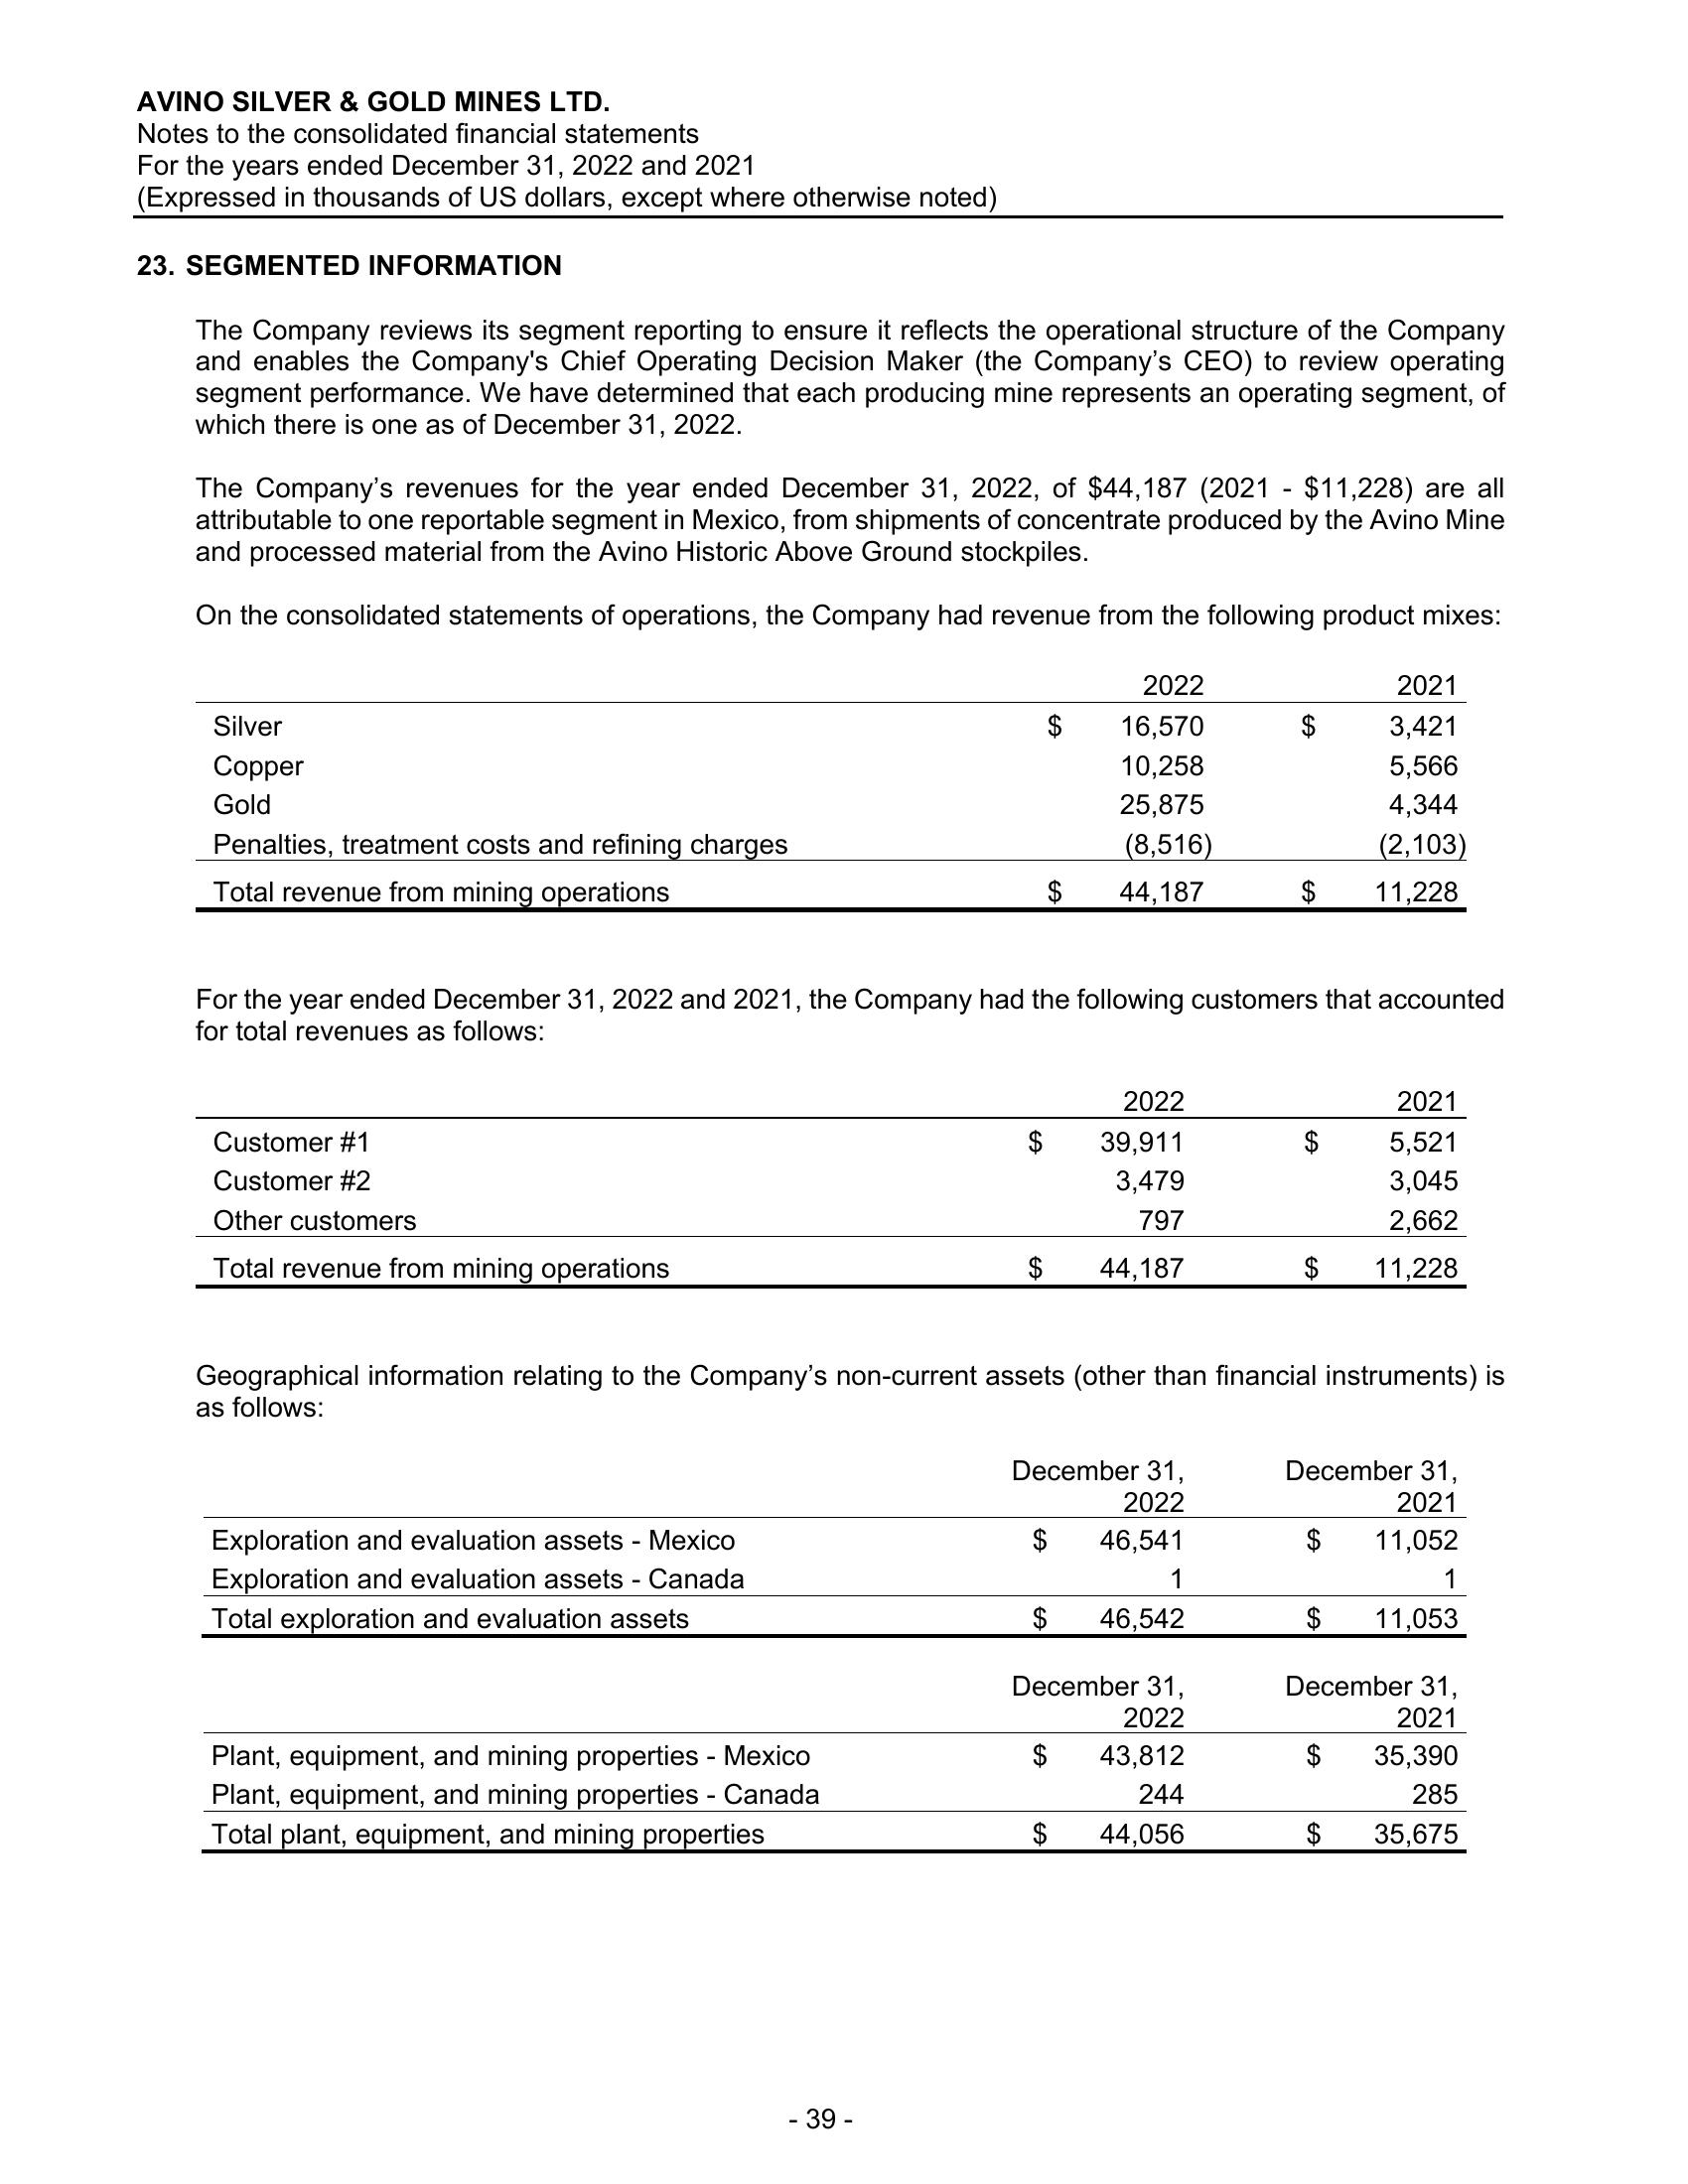 AVINO SILVER & GOLD MINES LTD.
Notes to the consolidated financial statements
For the years ended December 31, 2022 and 2021
(Expressed in thousands of US dollars, except where otherwise noted)
23. SEGMENTED INFORMATION
The Company reviews its segment reporting to ensure it reflects the operational structure of the Company
and enables the Company's Chief Operating Decision Maker (the Company’s CEO) to review operating
segment performance. We have determined that each producing mine represents an operating segment, of
which there is one as of December 31, 2022.
The Company’s revenues for the year ended December 31, 2022, of $44,187 (2021 - $11,228) are all
attributable to one reportable segment in Mexico, from shipments of concentrate produced by the Avino Mine
and processed material from the Avino Historic Above Ground stockpiles.
On the consolidated statements of operations, the Company had revenue from the following product mixes:
2022 2021
Silver $ 16,570 $ 3,421
Copper 10,258 5,566
Gold 25,875 4,344
Penalties, treatment costs and refining charges (8,516) (2,103)
Total revenue from mining operations $ 44,187 $ 11,228
For the year ended December 31, 2022 and 2021, the Company had the following customers that accounted
for total revenues as follows:
2022 2021
Customer #1 $ 39,911 $ 5,521
Customer #2 3,479 3,045
Other customers 797 2,662
Total revenue from mining operations $ 44,187 $ 11,228
Geographical information relating to the Company’s non-current assets (other than financial instruments) is
as follows:
December 31, December 31,
2022 2021
Exploration and evaluation assets - Mexico $ 46,541 $ 11,052
Exploration and evaluation assets - Canada 1 1
Total exploration and evaluation assets $ 46,542 $ 11,053
December 31, December 31,
2022 2021
Plant, equipment, and mining properties - Mexico $ 43,812 $ 35,390
Plant, equipment, and mining properties - Canada 244 285
Total plant, equipment, and mining properties $ 44,056 $ 35,675
- 39 -